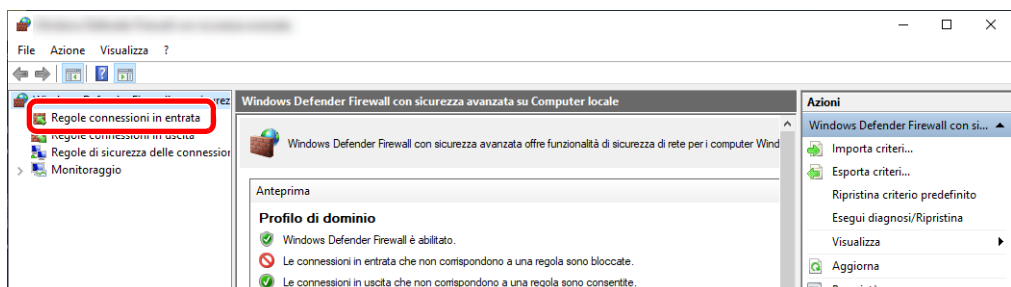 File Azione Visualizza ?
Regole connessioni in entrata
Regole connessioni in uscita
Regole di sicurezza delle connession
Monitoraggio
Windows Defender Firewall con sicurezza avanzata su Computer locale
Windows Defender Firewall con sicurezza avanzata offre funzionalità di sicurezza di rete per i computer Wind
Anteprima
Profilo di dominio
Windows Defender Firewall è abilitato.
Le connessioni in entrata che non corrispondono a una regola sono bloccate.
Le connessioni in uscita che non corrispondono a una regola sono consentite.
Azioni
Windows Defender Firewall con si...
Importa criteri...
Esporta criteri...
Ripristina criterio predefinito
Esegui diagnosi/Ripristina
Visualizza
Aggiorna